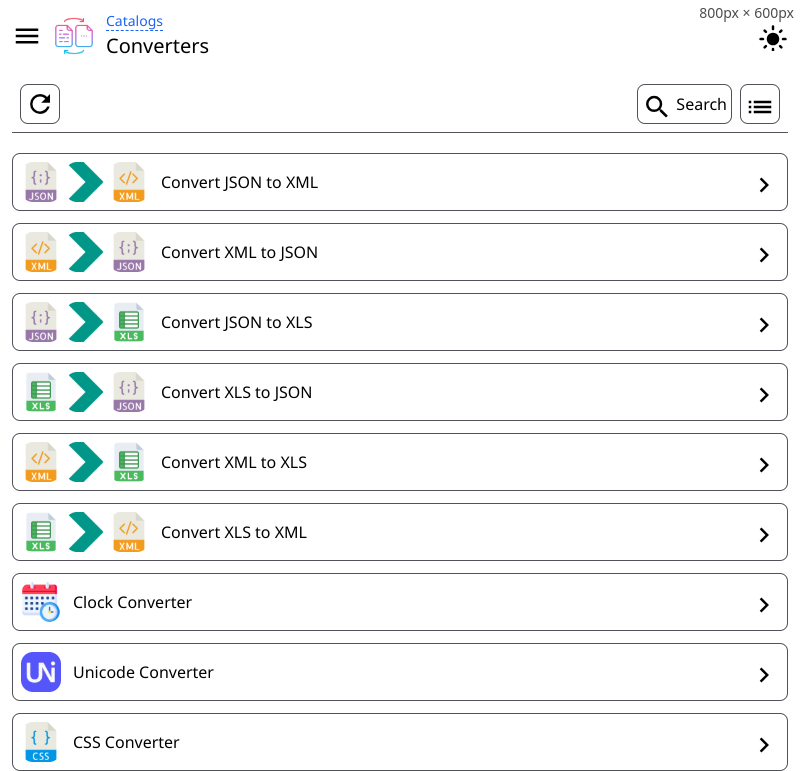 800px × 600px
Catalogs
Converters
Search
JSON XML Convert JSON to XML
XML JSON Convert XML to JSON
JSON XLS Convert JSON to XLS
XLS JSON Convert XLS to JSON
XML XLS Convert XML to XLS
XLS XML Convert XLS to XML
Clock Converter
UNi Unicode Converter
CSS CSS Converter